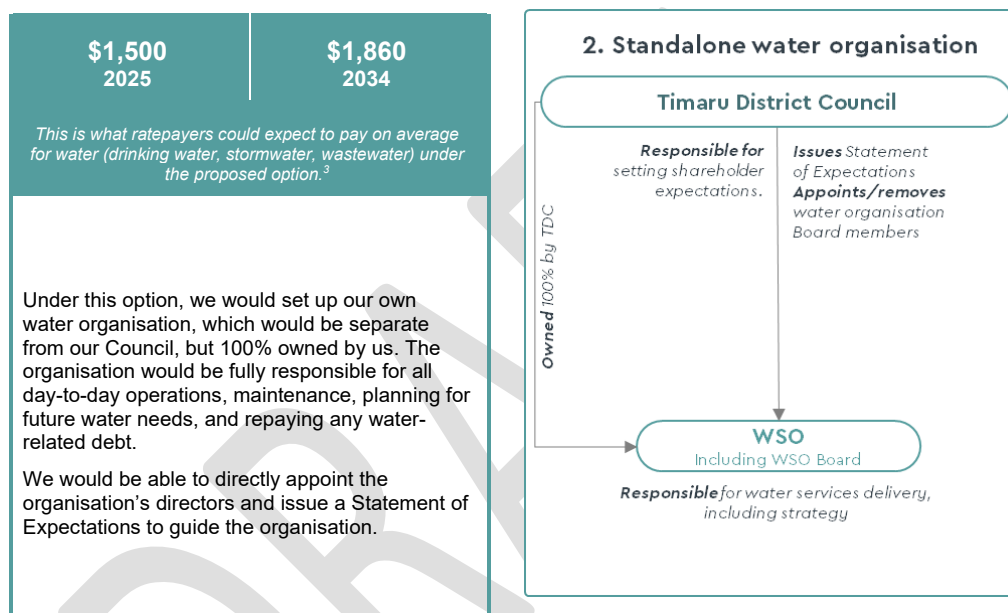 $1,500
2025
$1,860
2034
This is what ratepayers could expect to pay on average
for water (drinking water, stormwater, wastewater) under
the proposed option.3
Under this option, we would set up our own
water organisation, which would be separate
from our Council, but 100% owned by us. The
organisation would be fully responsible for all
day-to-day operations, maintenance, planning for
future water needs, and repaying any water-
related debt.
We would be able to directly appoint the
organisation's directors and issue a Statement of
Expectations to guide the organisation.
2. Standalone water organisation
Timaru District Council
Responsible for
setting shareholder
expectations.
Issues Statement
of Expectations
Appoints/removes
water organisation
Board members
Owned 100% by TDC
WSO
Including WSO Board
Responsible for water services delivery,
including strategy